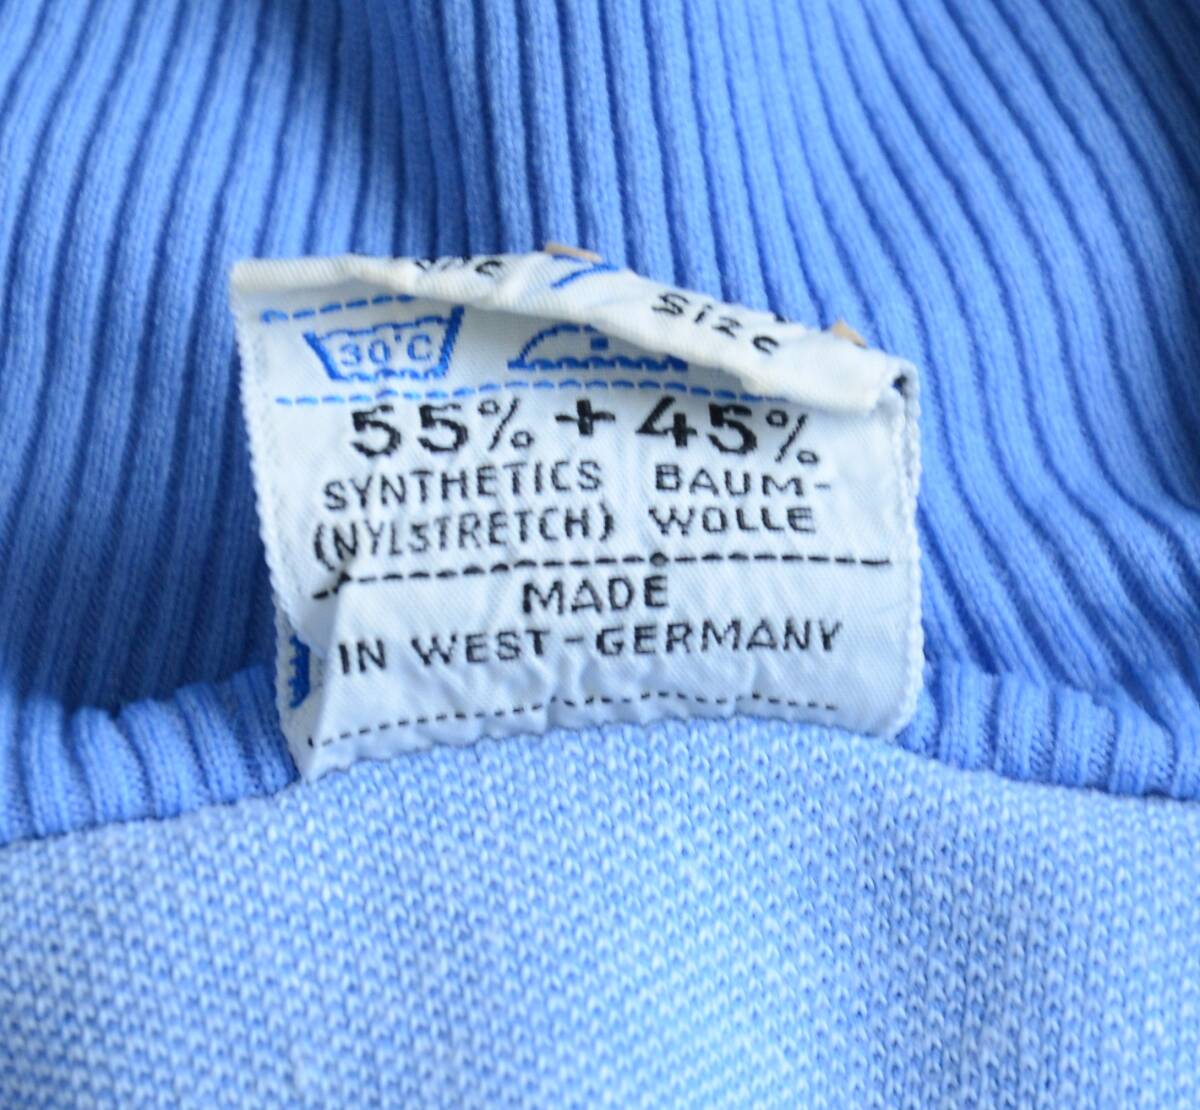 Size
30°C
55% + 45%
SYNTHETICS BAUM-
(NYLSTRETCH) WOLLE
MADE
IN WEST-GERMANY